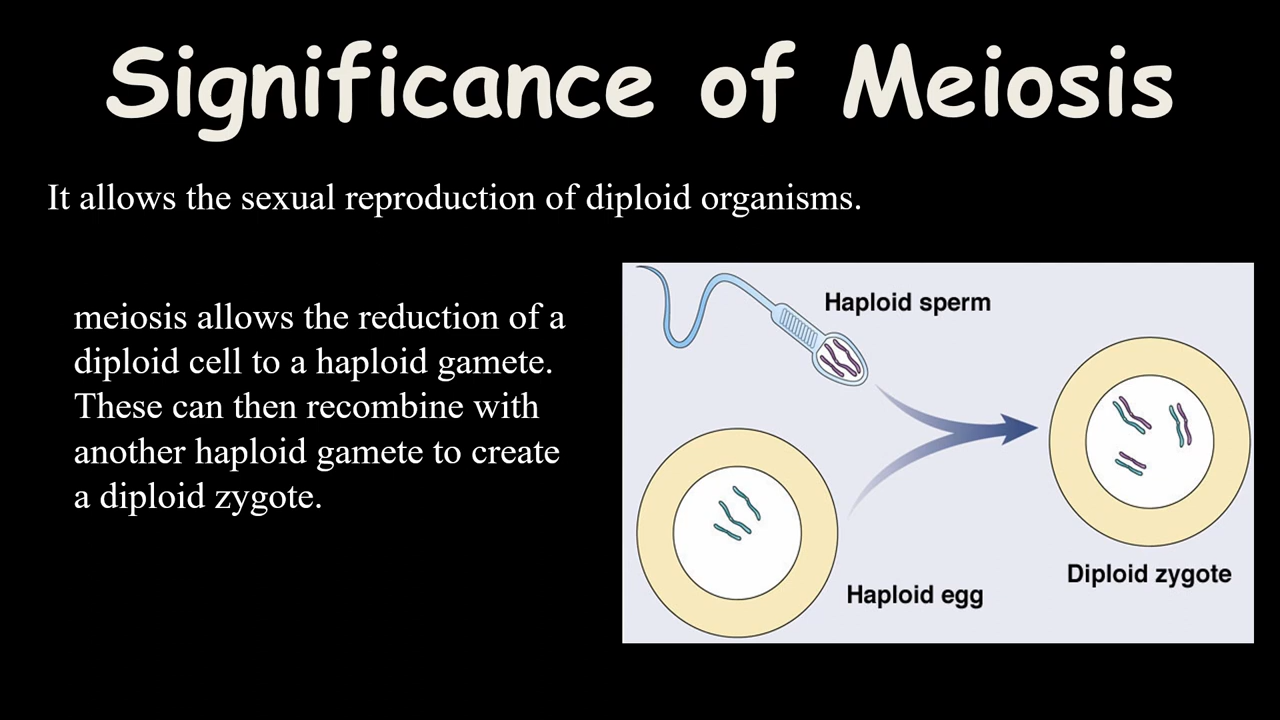 Significance of Meiosis
It allows the sexual reproduction of diploid organisms.
meiosis allows the reduction of a
diploid cell to a haploid gamete.
These can then recombine with
another haploid gamete to create
a diploid zygote.
Haploid sperm
Diploid zygote
Haploid egg